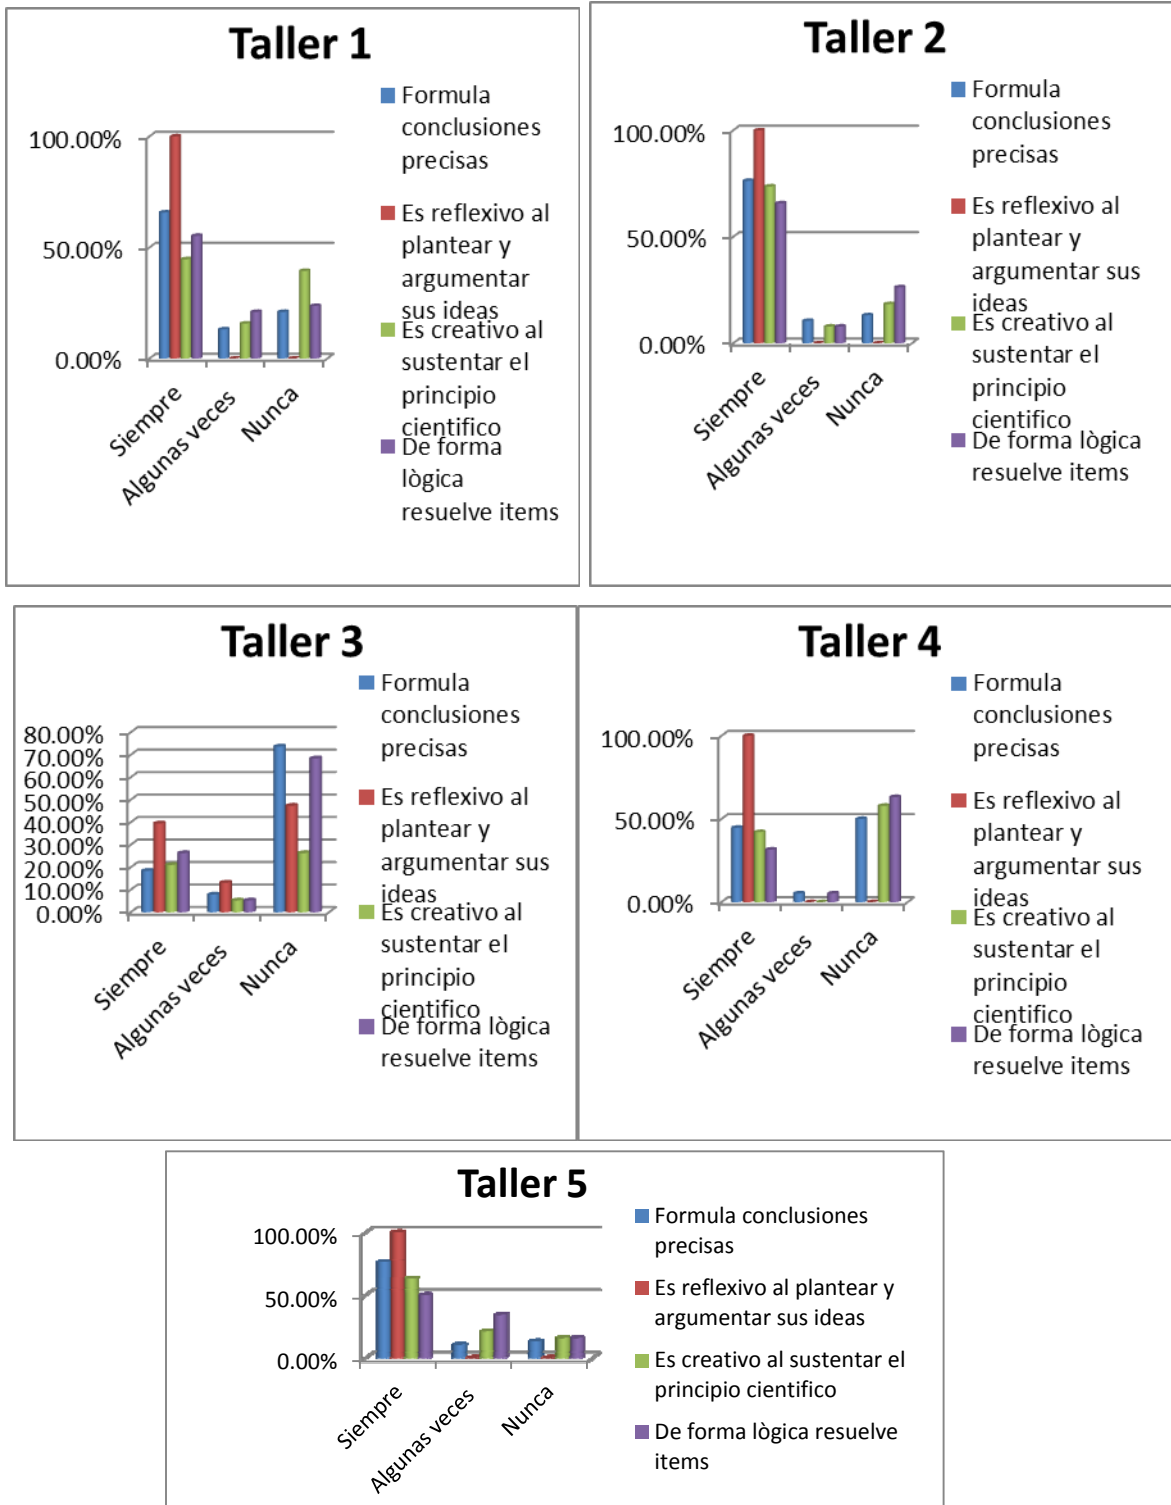 Taller 1
100.00%
50.00%
0.00%
Siempre
Algunas veces
Nunca
Formula
conclusiones
precisas
Es reflexivo al
plantear y
argumentar
sus ideas
Es creativo al
sustentar el
principio
cientifico
De forma
lògica
resuelve items
Taller 2
100.00%
50.00%
0.00%
Siempre
Algunas veces
Nunca
Formula
conclusiones
precisas
Es reflexivo al
plantear y
argumentar sus
ideas
Es creativo al
sustentar el
principio
cientifico
De forma lògica
resuelve items
Taller 3
80.00%
70.00%
60.00%
50.00%
40.00%
30.00%
20.00%
10.00%
0.00%
Siempre
Algunas veces
Nunca
Formula
conclusiones
precisas
Es reflexivo al
plantear y
argumentar sus
ideas
Es creativo al
sustentar el
principio
cientifico
De forma lògica
resuelve items
Taller 4
100.00%
50.00%
0.00%
Siempre
Algunas veces
Nunca
Formula
conclusiones
precisas
Es reflexivo al
plantear y
argumentar sus
ideas
Es creativo al
sustentar el
principio
cientifico
De forma lògica
resuelve items
Taller 5
100.00%
50.00%
0.00%
Siempre
Algunas veces
Nunca
Formula conclusiones
precisas
Es reflexivo al plantear y
argumentar sus ideas
Es creativo al sustentar el
principio cientifico
De forma lògica resuelve
items